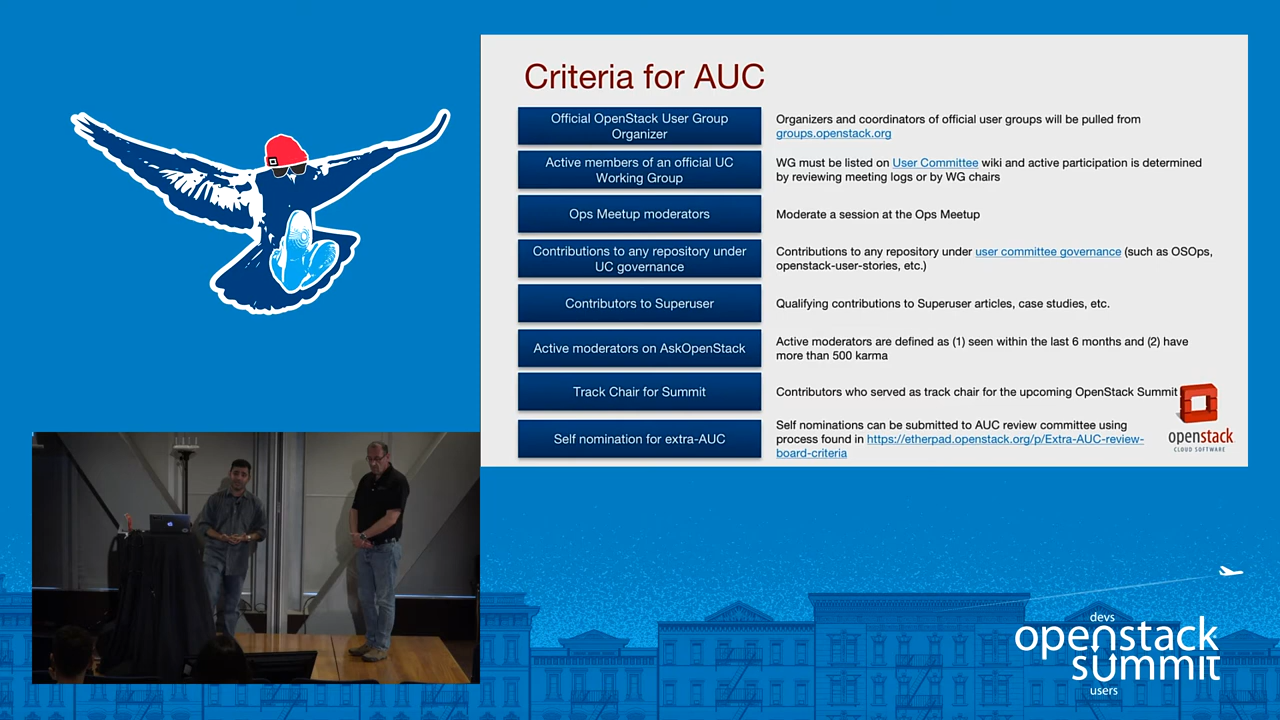 Criteria for AUC
Official OpenStack User Group
Organizer
Organizers and coordinators of official user groups will be pulled from
groups.openstack.org
Active members of an official UC
Working Group
WG must be listed on User Committee wiki and active participation is determined
by reviewing meeting logs or by WG chairs
Ops Meetup moderators
Moderate a session at the Ops Meetup
Contributions to any repository under
UC governance
Contributions to any repository under user committee governance (such as OSOps,
openstack-user-stories, etc.)
Contributors to Superuser
Qualifying contributions to Superuser articles, case studies, etc.
Active moderators on AskOpenStack
Active moderators are defined as (1) seen within the last 6 months and (2) have
more than 500 karma
Track Chair for Summit
Contributors who served as track chair for the upcoming OpenStack Summit
Self nomination for extra-AUC
Self nominations can be submitted to AUC review committee using
process found in https://etherpad.openstack.org/p/Extra-AUC-review-
board-criteria
openstack
CLOUD SOFTWARE
devs
openstack
summit
users